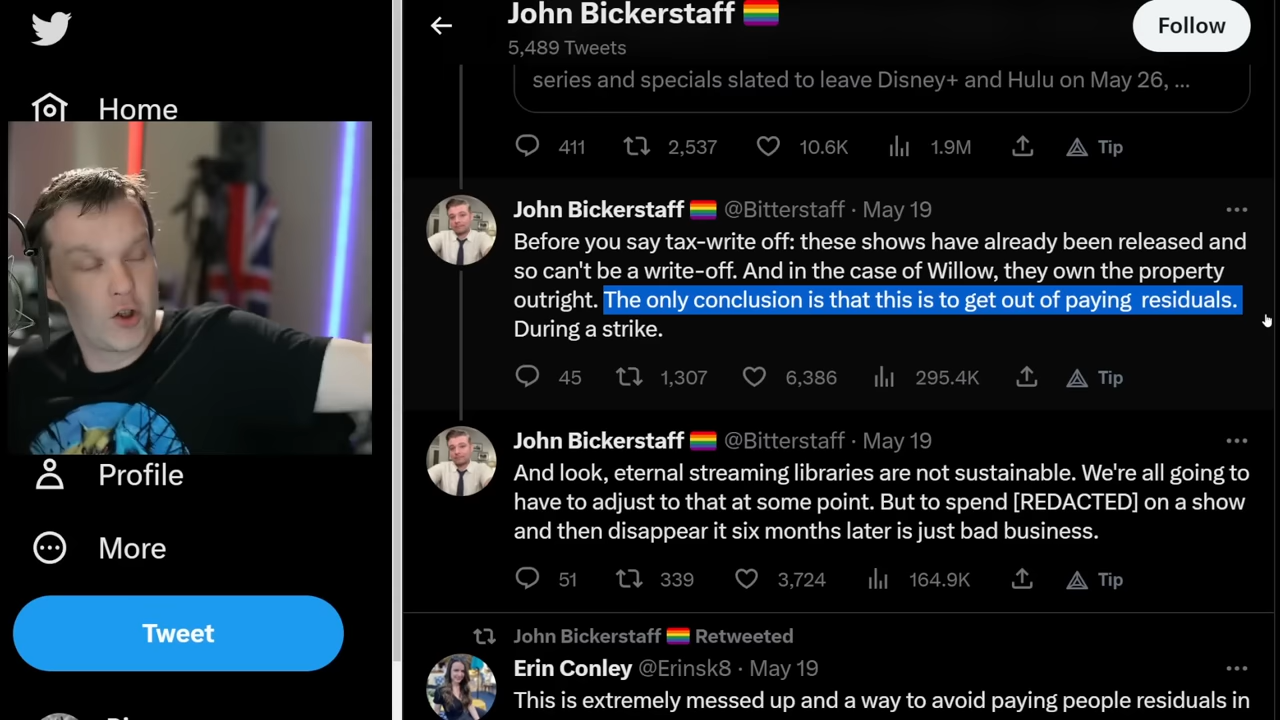 John Bickerstaff 🏳️‍🌈
5,489 Tweets
Follow
Home
Profile
More
Tweet
series and specials slated to leave Disney+ and Hulu on May 26, ...
411 2,537 10.6K 1.9M Tip
John Bickerstaff 🏳️‍🌈 @Bitterstaff · May 19
Before you say tax-write off: these shows have already been released and
so can't be a write-off. And in the case of Willow, they own the property
outright. The only conclusion is that this is to get out of paying  residuals.
During a strike.
45 1,307 6,386 295.4K Tip
John Bickerstaff 🏳️‍🌈 @Bitterstaff · May 19
And look, eternal streaming libraries are not sustainable. We're all going to
have to adjust to that at some point. But to spend [REDACTED] on a show
and then disappear it six months later is just bad business.
51 339 3,724 164.9K Tip
John Bickerstaff 🏳️‍🌈 Retweeted
Erin Conley @Erinsk8 · May 19
This is extremely messed up and a way to avoid paying people residuals in